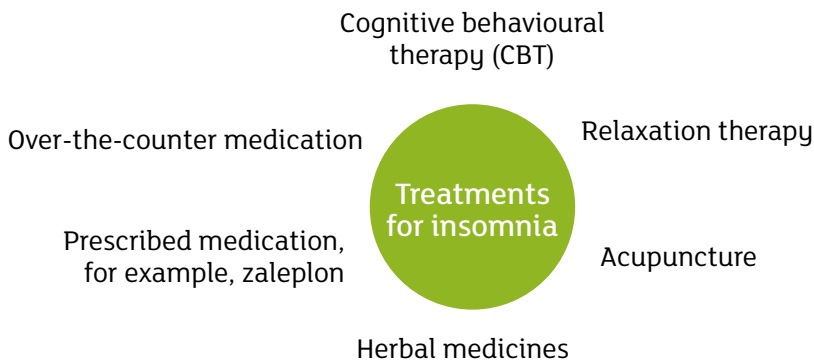 Cognitive behavioural
therapy (CBT)
Over-the-counter medication
Relaxation therapy
Treatments
for insomnia
Prescribed medication,
for example, zaleplon
Acupuncture
Herbal medicines